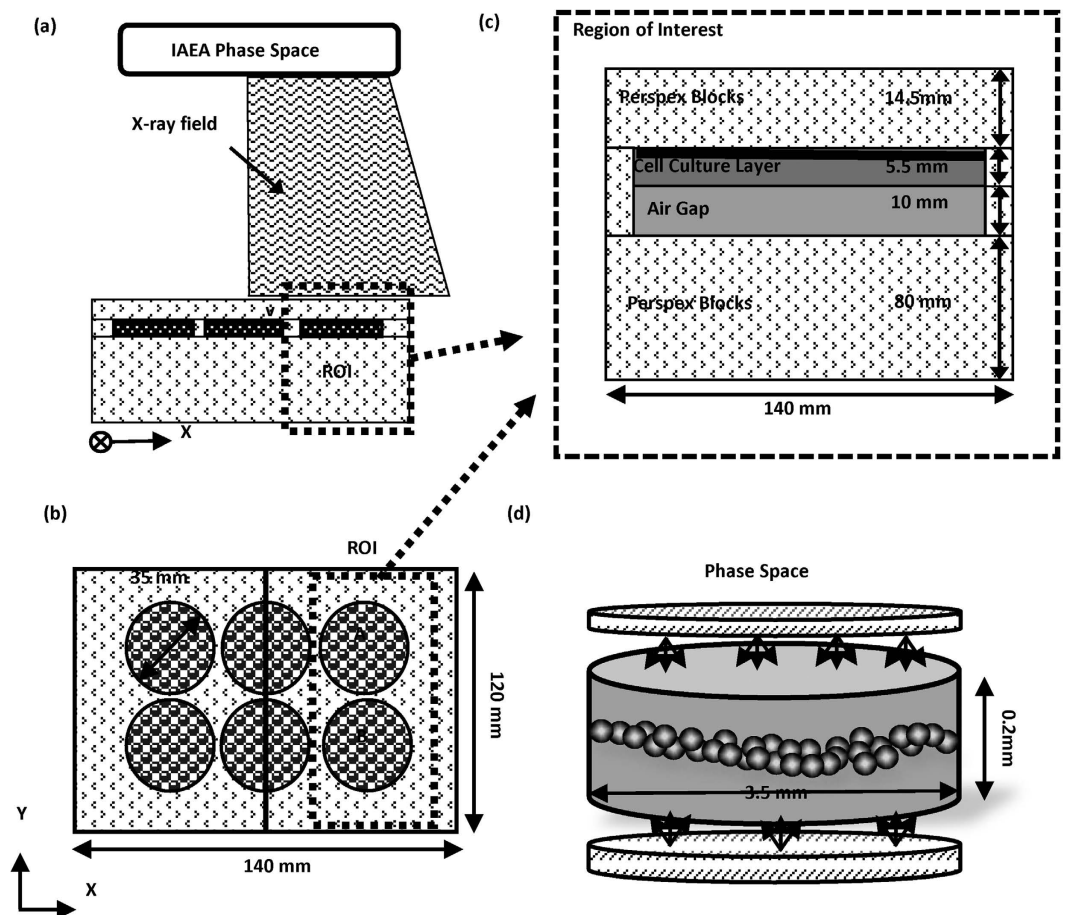 (a)
IAEA Phase Space
X-ray field
v
ROI
X
(c)
Region of Interest
Perspex Blocks 14.5mm
Cell Culture Layer 5.5 mm
Air Gap 10 mm
Perspex Blocks 80 mm
140 mm
(b)
ROI
35 mm
A
120 mm
140 mm
Y
X
(d)
Phase Space
0.2mm
3.5 mm